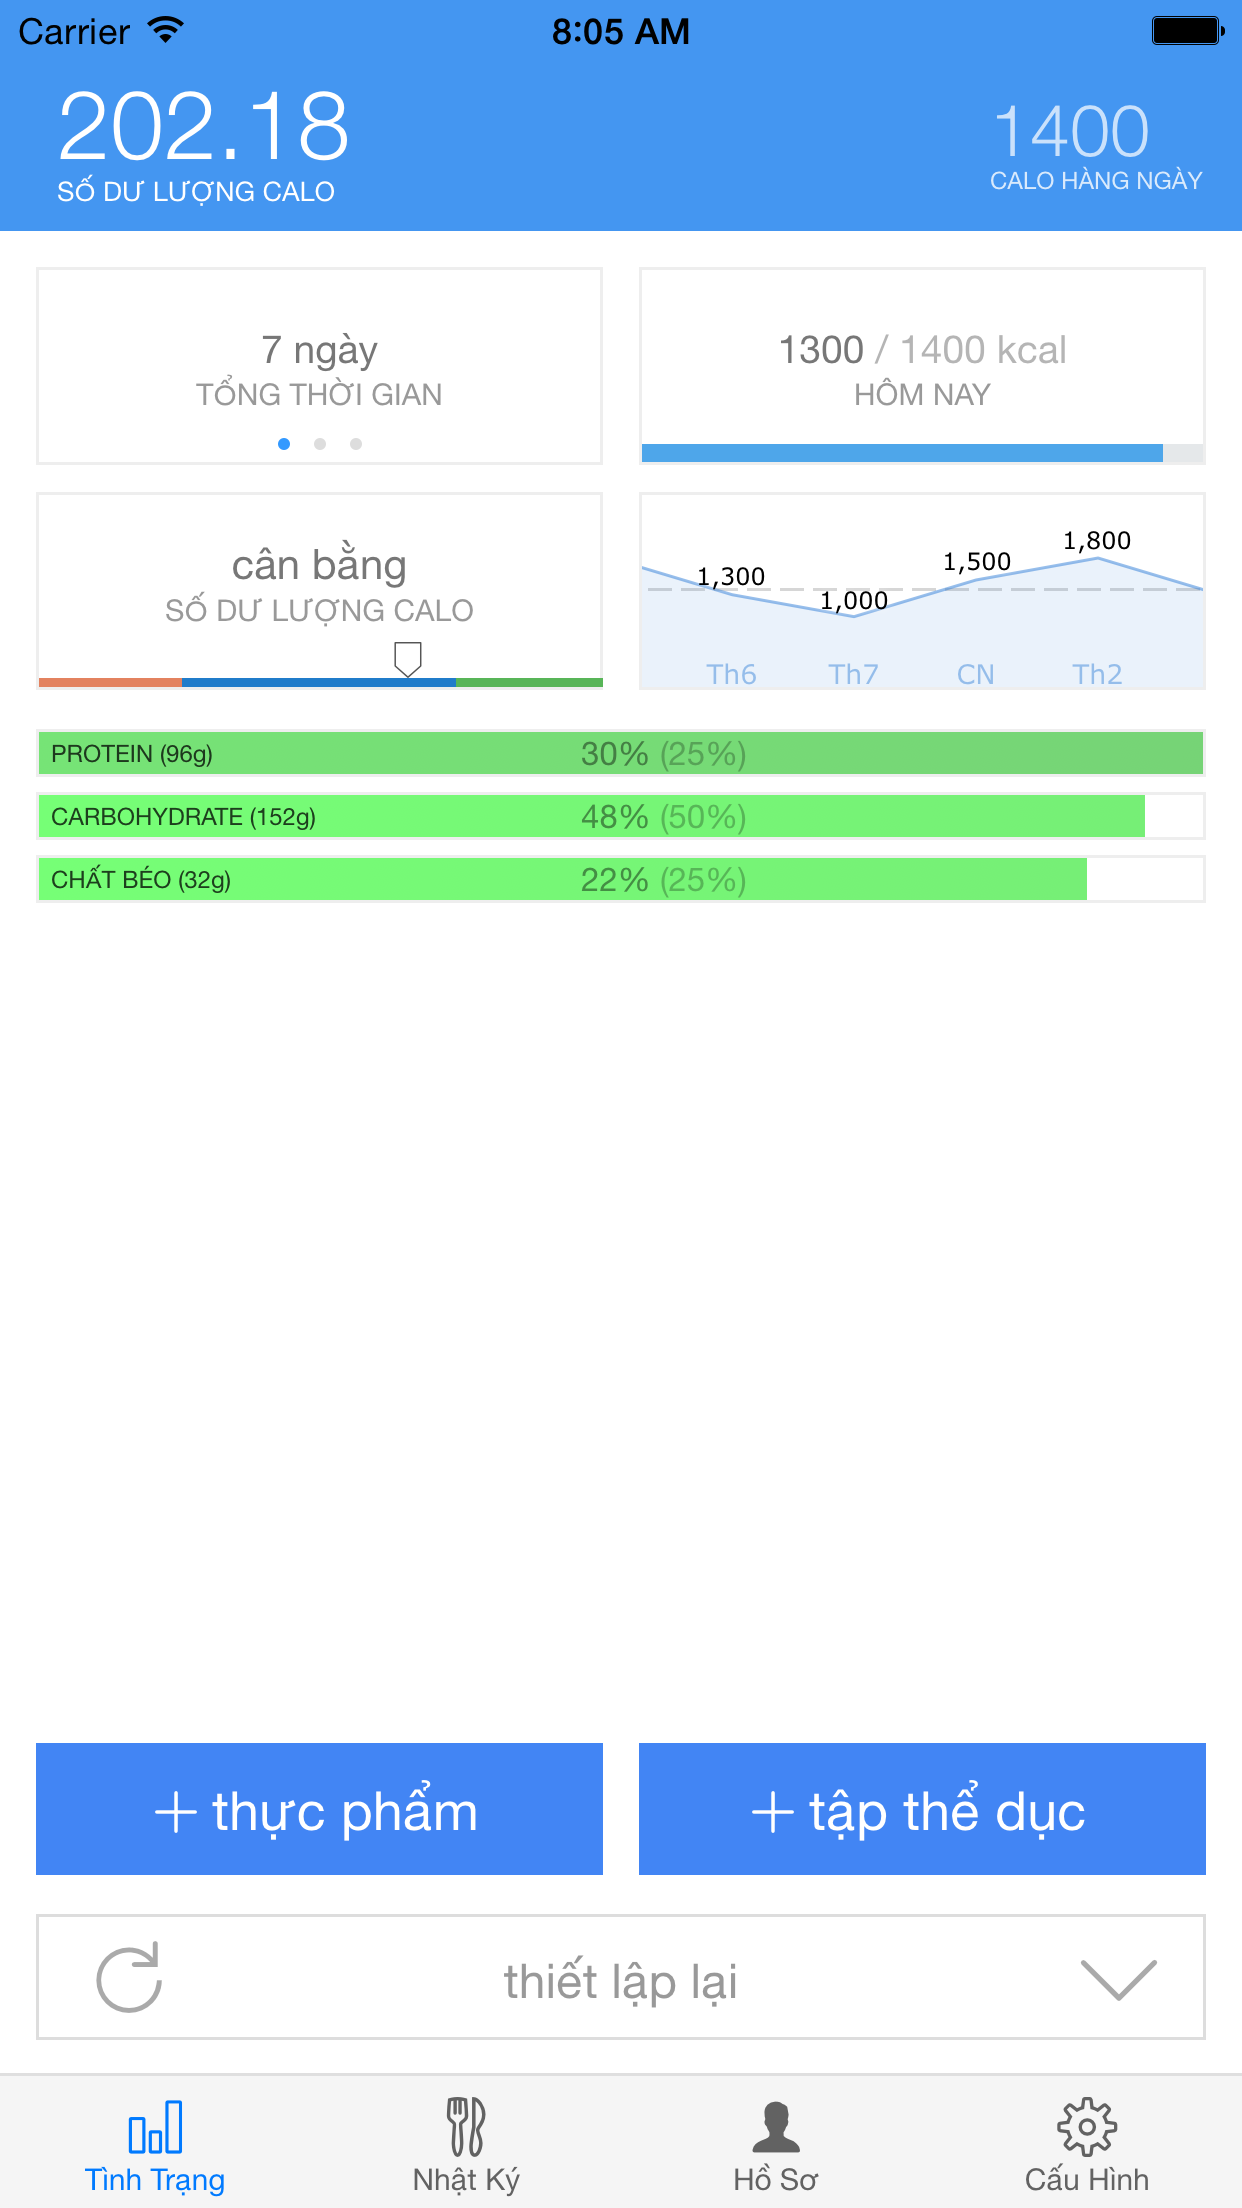 Carrier 8:05 AM
202.18
SỐ DƯ LƯỢNG CALO
1400
CALO HÀNG NGÀY
7 ngày
TỔNG THỜI GIAN
1300 / 1400 kcal
HÔM NAY
cân bằng
SỐ DƯ LƯỢNG CALO
1,300 1,000 1,500 1,800
Th6 Th7 CN Th2
PROTEIN (96g) 30% (25%)
CARBOHYDRATE (152g) 48% (50%)
CHẤT BÉO (32g) 22% (25%)
+ thực phẩm
+ tập thể dục
thiết lập lại
Tình Trạng Nhật Ký Hồ Sơ Cấu Hình